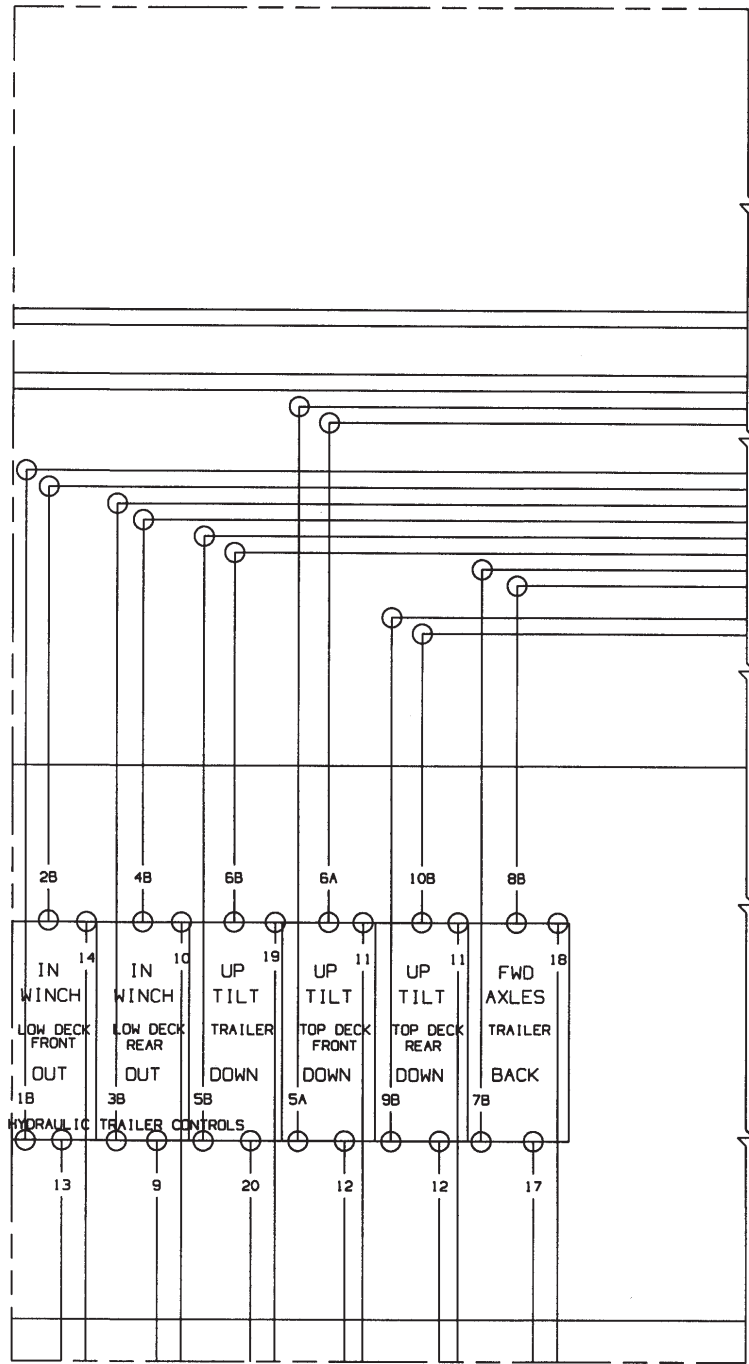 2B 4B 6B 6A 10B 8B
14 10 19 11 11 18
IN IN UP UP UP FWD
WINCH WINCH TILT TILT TILT AXLES
LOW DECK LOW DECK TRAILER TOP DECK TOP DECK TRAILER
FRONT REAR FRONT REAR
OUT OUT DOWN DOWN DOWN BACK
1B 3B 5B 5A 9B 7B
HYDRAULIC TRAILER CONTROLS
13 9 20 12 12 17